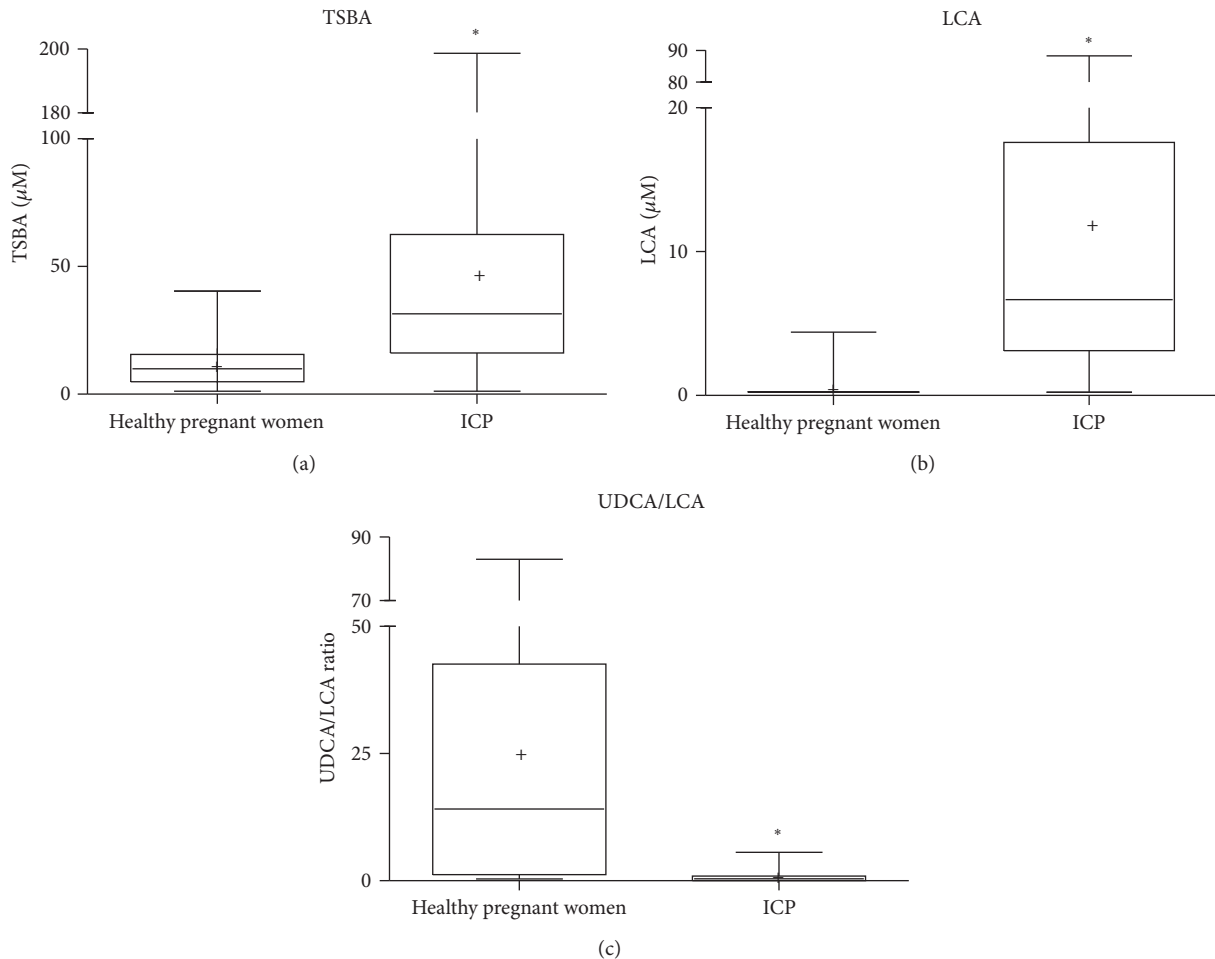 TSBA
*
200
180
100
50
0
TSBA (μM)
Healthy pregnant women
ICP
(a)
LCA
*
90
80
20
10
0
LCA (μM)
Healthy pregnant women
ICP
(b)
UDCA/LCA
90
70
50
25
0
UDCA/LCA ratio
*
Healthy pregnant women
ICP
(c)